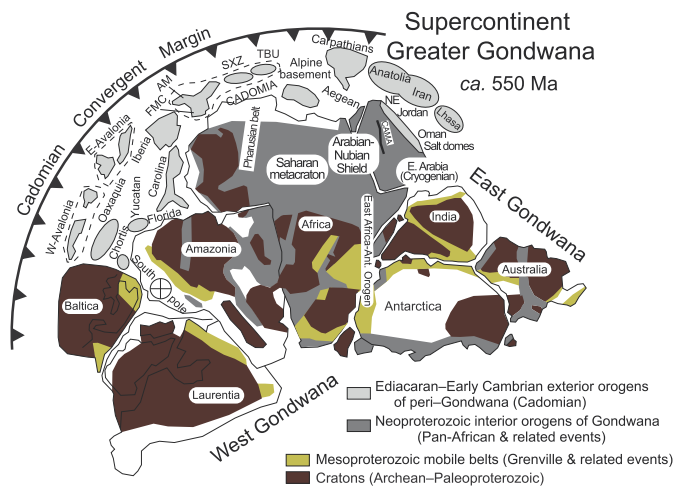 Supercontinent
Greater Gondwana
ca. 550 Ma
Cadomian Convergent Margin
Carpathians
TBU
SXZ
AM
FMC
CADOMIA
Alpine
basement
Aegean
Anatolia
Iran
Lhasa
NE
Jordan
CAMA
Oman
Salt domes
E. Arabia
(Cryogenian)
E-Avalonia
Iberia
W-Avalonia
Oaxaquia
Yucatan
Carolina
Chortis
Florida
Pharusian belt
Saharan
metacraton
Arabian-
Nubian
Shield
East Gondwana
India
Africa
Amazonia
East Africa-Ant. Orogen
Australia
South
pole
Baltica
Antarctica
Laurentia
West Gondwana
Ediacaran–Early Cambrian exterior orogens
of peri–Gondwana (Cadomian)
Neoproterozoic interior orogens of Gondwana
(Pan-African & related events)
Mesoproterozoic mobile belts (Grenville & related events)
Cratons (Archean–Paleoproterozoic)